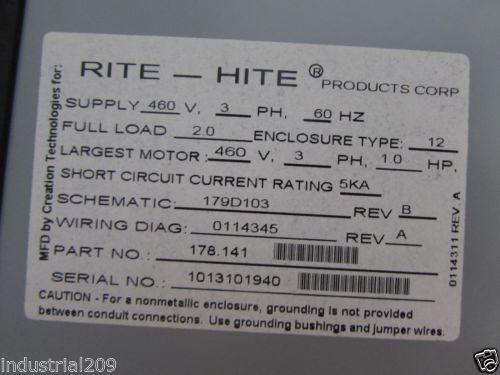 RITE - HITE ® PRODUCTS CORP
SUPPLY 460 V, 3 PH, 60 HZ
FULL LOAD 2.0 ENCLOSURE TYPE: 12
LARGEST MOTOR: 460 V, 3 PH, 1.0 HP,
SHORT CIRCUIT CURRENT RATING 5KA
SCHEMATIC: 179D103 REV B
WIRING DIAG: 0114345 REV A
PART NO.: 178.141
SERIAL NO.: 1013101940
CAUTION - For a nonmetallic enclosure, grounding is not provided
between conduit connections. Use grounding bushings and jumper wires.
MFD by Creation Technologies for:
0114311 REV. A
industrial209